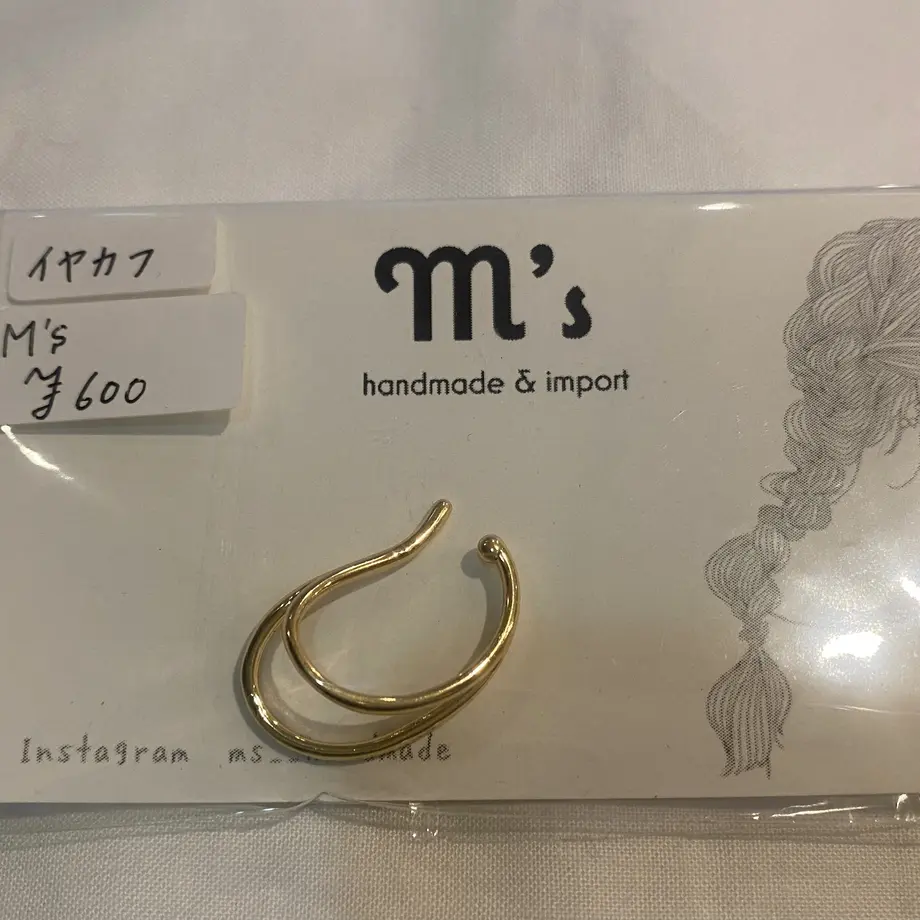 イヤカフ
M's
¥600
m's
handmade & import
Instagram